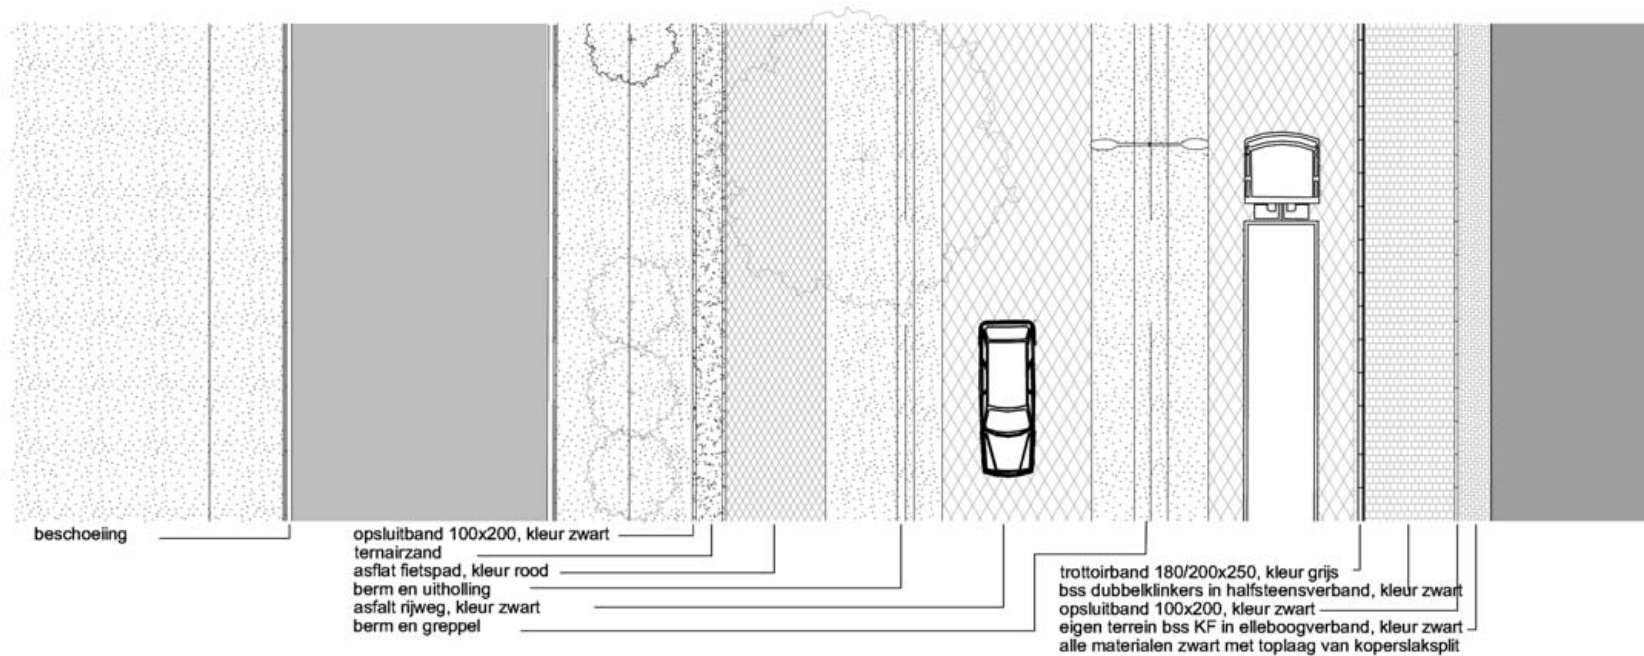 beschoeiing
opsluitband 100x200, kleur zwart
ternairzand
asflat fietspad, kleur rood
berm en uitholling
asfalt rijweg, kleur zwart
berm en greppel
trottoirband 180/200x250, kleur grijs
bss dubbelklinkers in halfsteensverband, kleur zwart
opsluitband 100x200, kleur zwart
eigen terrein bss KF in elleboogverband, kleur zwart
alle materialen zwart met toplaag van koperslaksplit